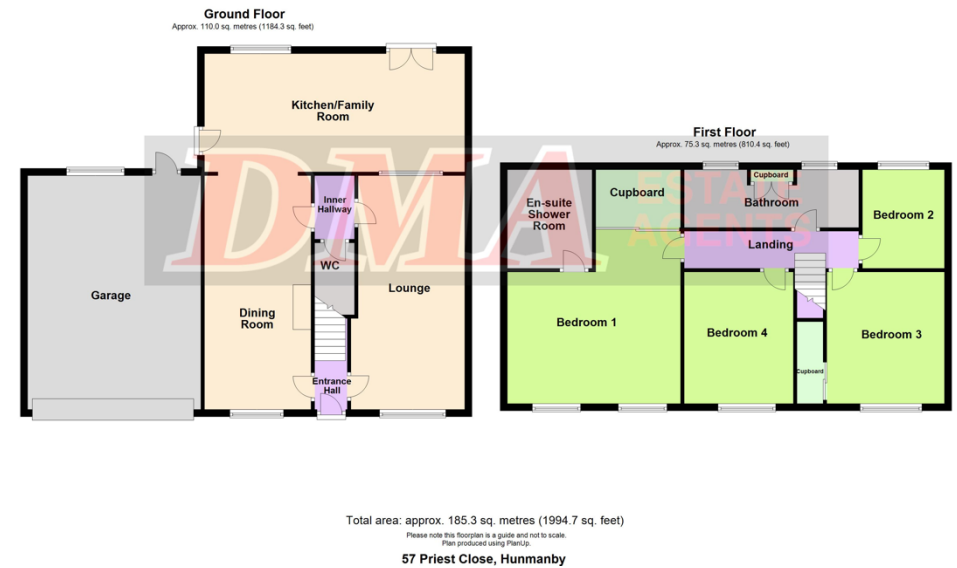 Ground Floor
Approx. 110.0 sq. metres (1184.3 sq. feet)
Kitchen/Family
Room
First Floor
Approx. 75.3 sq. metres (810.4 sq. feet)
DMA
ESTATE
AGENTS
Inner
Hallway
WC
Garage
Dining
Room
Lounge
Entrance
Hall
En-suite
Shower
Room
Cupboard
Cupboard
Bathroom
Bedroom 2
Landing
Bedroom 1
Bedroom 4
Cupboard
Bedroom 3
Total area: approx. 185.3 sq. metres (1994.7 sq. feet)
Please note this floorplan is a guide and not to scale.
Plan produced using PlanUp.
57 Priest Close, Hunmanby